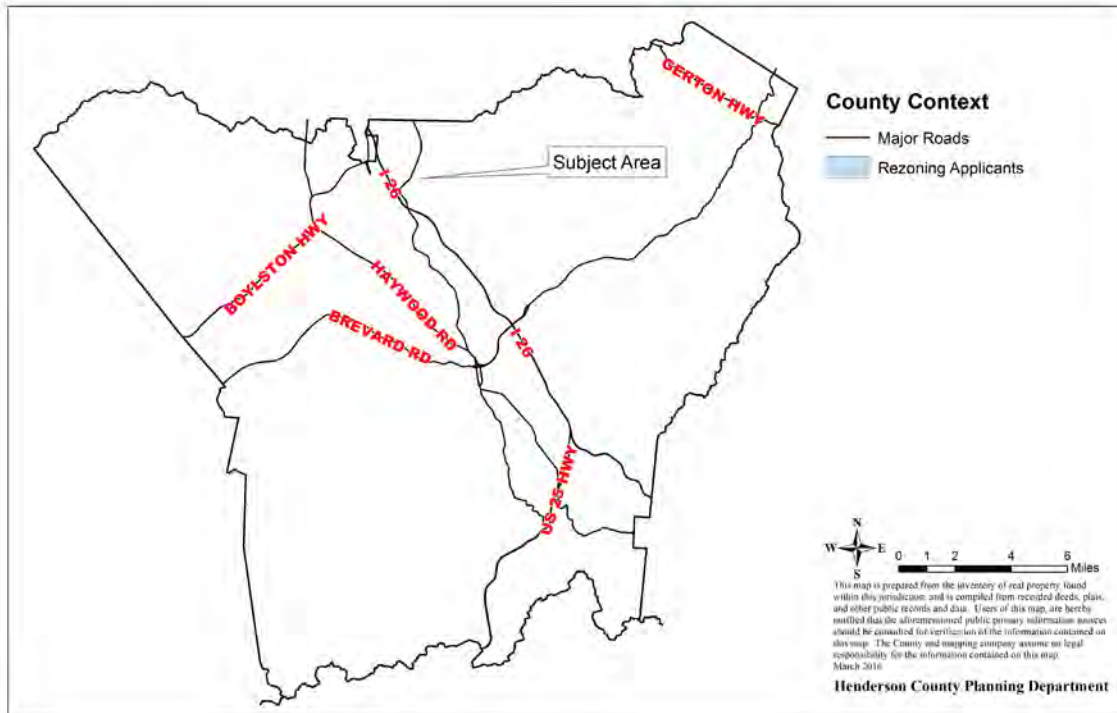 GERTON HWY
County Context
Major Roads
Rezoning Applicants
Subject Area
I-26
BOYLSTON HWY
HAYWOOD RD
BREVARD RD
I-26
US 25 HWY
N
W E
S
0 1 2 4 6
Miles
This map is prepared from the inventory of real property found
within this jurisdiction, and is compiled from recorded deeds, plats,
and other public records and data. Users of this map, are hereby
notified that the aforementioned public primary information sources
should be consulted for verification of the information contained on
this map. The County and mapping company assume no legal
responsibility for the information contained on this map.
March 2016
Henderson County Planning Department